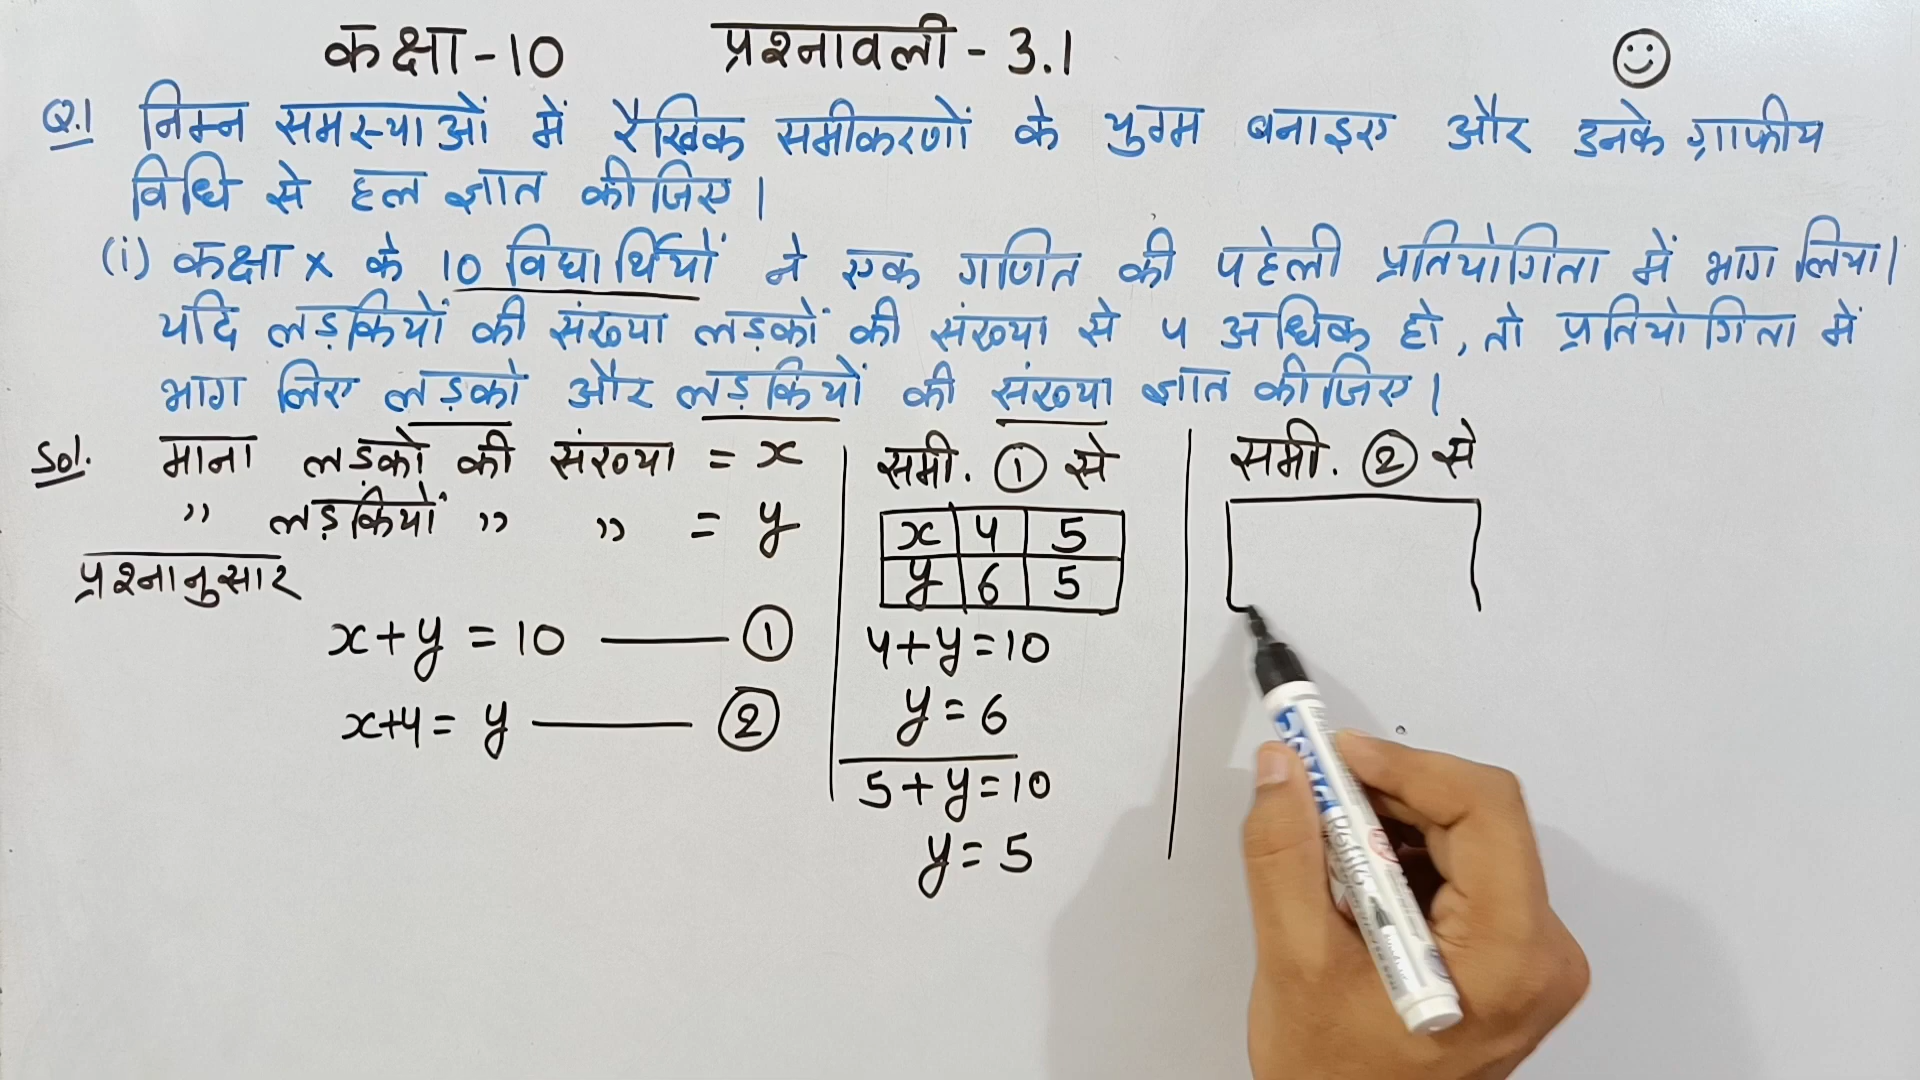 कक्षा-10 प्रश्नावली-3.1
Q.1 निम्न समस्याओं में रैखिक समीकरणों के युग्म बनाइए और उनके ग्राफीय
विधि से हल ज्ञात कीजिए।
(i) कक्षा x के 10 विद्यार्थियों ने एक गणित की पहेली प्रतियोगिता में भाग लिया।
यदि लड़कियों की संख्या लड़कों की संख्या से 4 अधिक हो, तो प्रतियोगिता में
भाग लिए लड़को और लड़कियों की संख्या ज्ञात कीजिए।
Sol. माना लड़को की संख्या = x
" लड़कियों " " = y
प्रश्नानुसार
x+y = 10 —— ①
x+4 = y —— ②
समी. ① से
x 4 5
y 6 5
4+y=10
y=6
5+y=10
y=5
समी. ② से